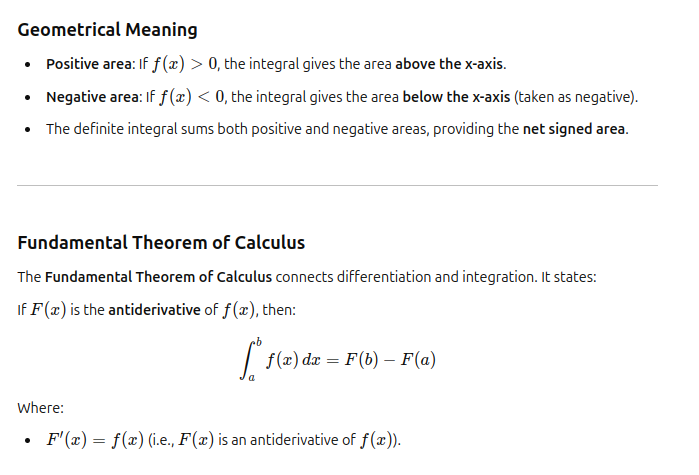 Geometrical Meaning
• Positive area: If f(x) > 0, the integral gives the area above the x-axis.
• Negative area: If f(x) < 0, the integral gives the area below the x-axis (taken as negative).
• The definite integral sums both positive and negative areas, providing the net signed area.
Fundamental Theorem of Calculus
The Fundamental Theorem of Calculus connects differentiation and integration. It states:
If F(x) is the antiderivative of f(x), then:
∫ₐᵇ f(x) dx = F(b) − F(a)
Where:
• F′(x) = f(x) (i.e., F(x) is an antiderivative of f(x)).